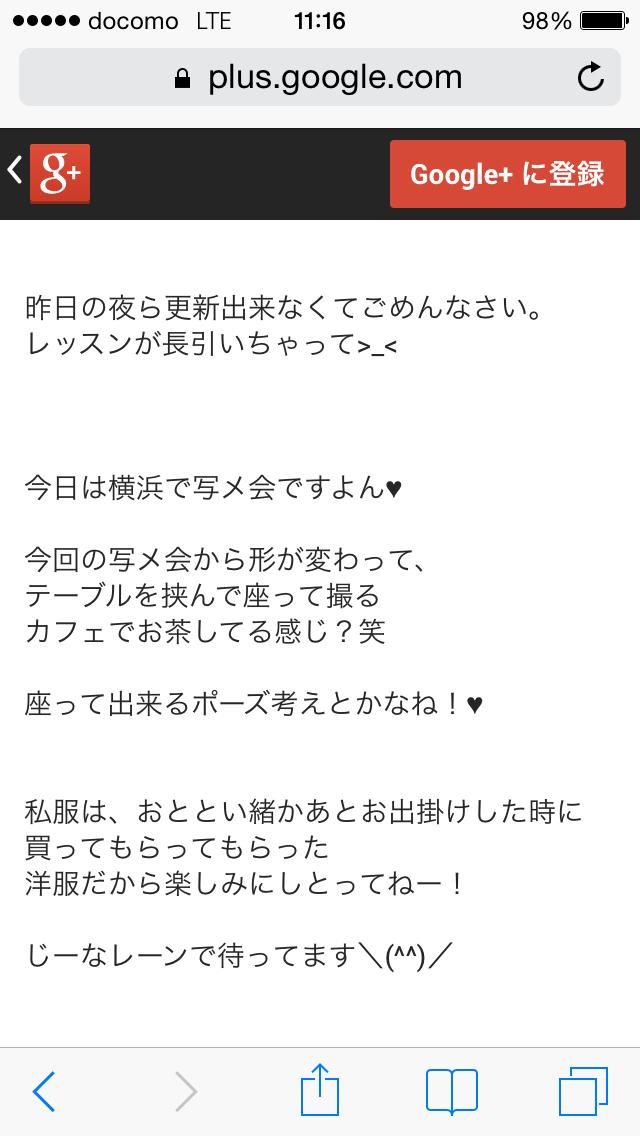 docomo LTE 11:16 98%
plus.google.com
g+ Google+ に登録
昨日の夜ら更新出来なくてごめんなさい。
レッスンが長引いちゃって>_<
今日は横浜で写メ会ですよん♥
今回の写メ会から形が変わって、
テーブルを挟んで座って撮る
カフェでお茶してる感じ？笑
座って出来るポーズ考えとかなね！♥
私服は、おととい緒かあとお出掛けした時に
買ってもらってもらった
洋服だから楽しみにしとってねー！
じーなレーンで待ってます＼(^^)／